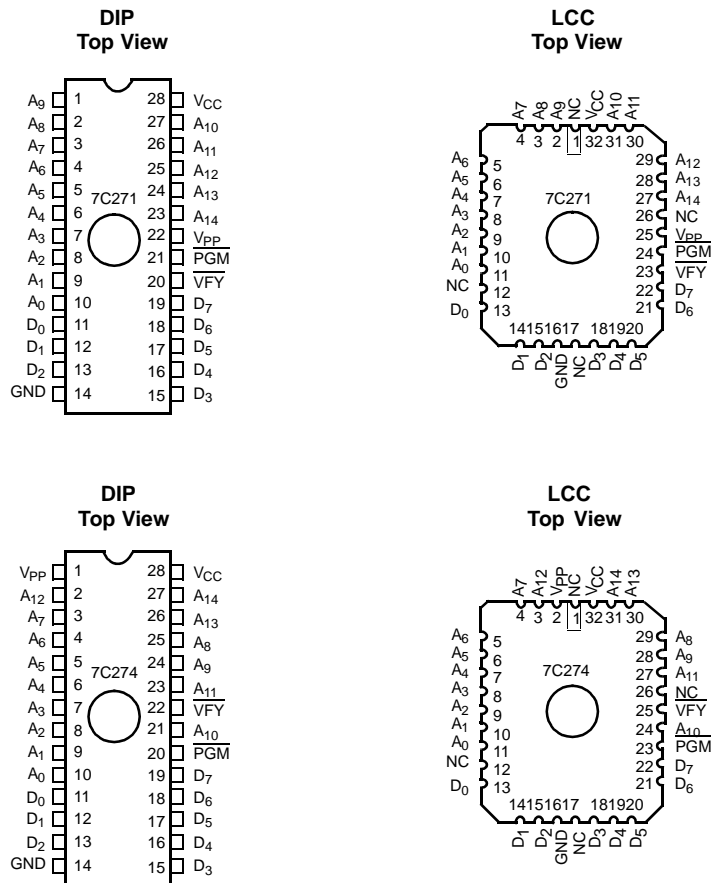 DIP
Top View
A9 1 28 VCC
A8 2 27 A10
A7 3 26 A11
A6 4 25 A12
A5 5 24 A13
A4 6 23 A14
A3 7 22 VPP
A2 8 21 PGM
A1 9 20 VFY
A0 10 19 D7
D0 11 18 D6
D1 12 17 D5
D2 13 16 D4
GND 14 15 D3
7C271
LCC
Top View
A7 A8 A9 NC VCC A10 A11
4 3 2 1 32 31 30
A6 5 29 A12
A5 6 28 A13
A4 7 27 A14
A3 8 26 NC
A2 9 25 VPP
A1 10 24 PGM
A0 11 23 VFY
NC 12 22 D7
D0 13 21 D6
7C271
14 15 16 17 18 19 20
D1 D2 GND NC D3 D4 D5
DIP
Top View
VPP 1 28 VCC
A12 2 27 A14
A7 3 26 A13
A6 4 25 A8
A5 5 24 A9
A4 6 23 A11
A3 7 22 VFY
A2 8 21 A10
A1 9 20 PGM
A0 10 19 D7
D0 11 18 D6
D1 12 17 D5
D2 13 16 D4
GND 14 15 D3
7C274
LCC
Top View
A7 A12 VPP NC VCC A14 A13
4 3 2 1 32 31 30
A6 5 29 A8
A5 6 28 A9
A4 7 27 A11
A3 8 26 NC
A2 9 25 VFY
A1 10 24 A10
A0 11 23 PGM
NC 12 22 D7
D0 13 21 D6
7C274
14 15 16 17 18 19 20
D1 D2 GND NC D3 D4 D5